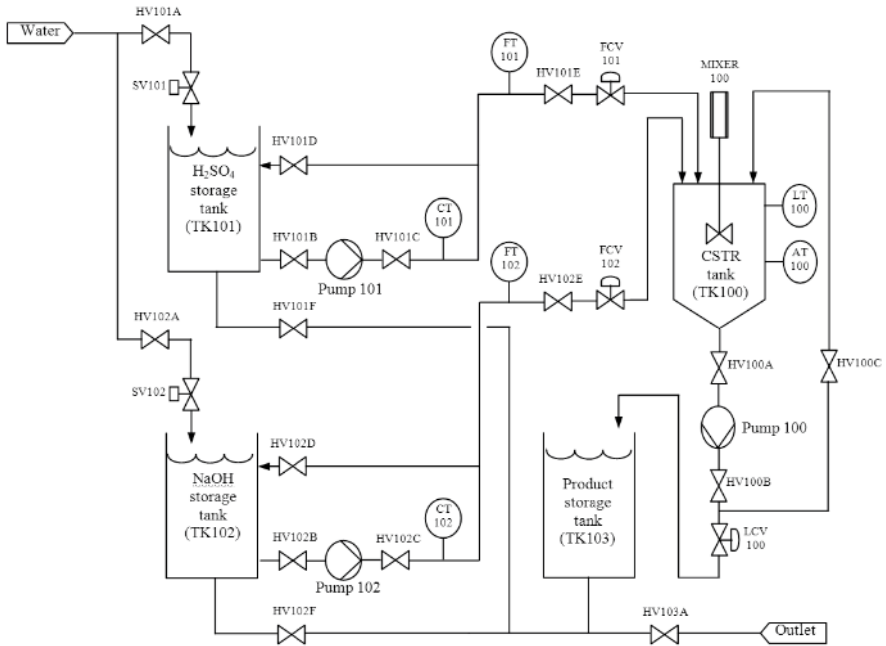 HV101A
Water
SV101
H₂SO₄
storage
tank
(TK101)
HV101D
HV101B
Pump 101
HV101C
CT
101
HV101F
FT
101
HV101E
FCV
101
MIXER
100
LT
100
AT
100
CSTR
tank
(TK100)
FT
102
HV102E
FCV
102
HV102A
SV102
HV100A
HV100C
Pump 100
HV100B
LCV
100
NaOH
storage
tank
(TK102)
HV102D
HV102B
Pump 102
HV102C
CT
102
HV102F
Product
storage
tank
(TK103)
HV103A
Outlet